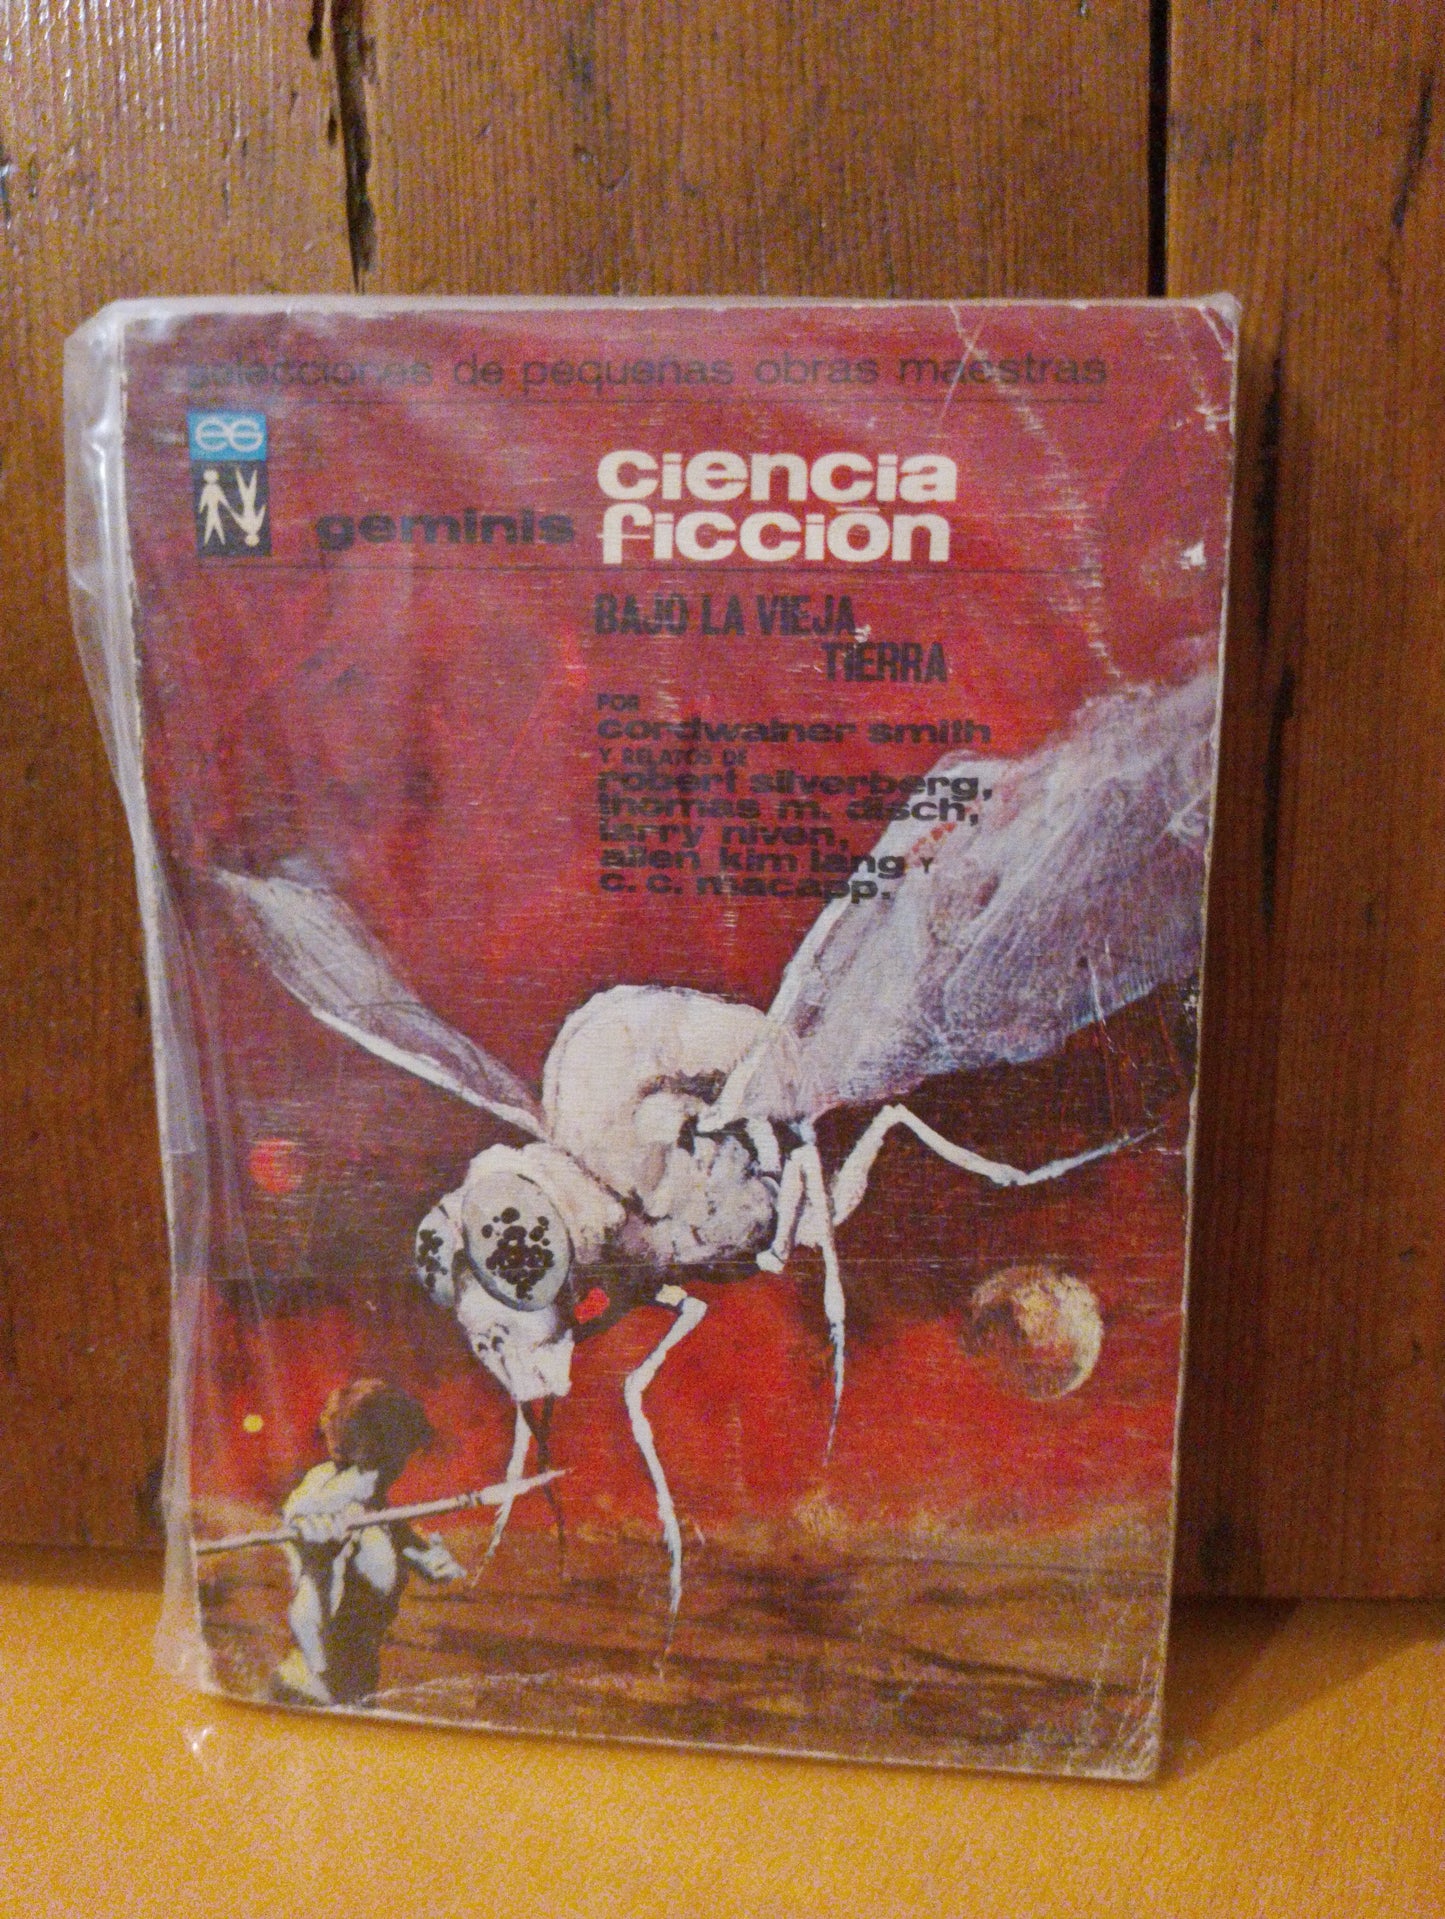 selecciones de pequeñas obras maestras
eG
geminis
ciencia
ficción
BAJO LA VIEJA
TIERRA
POR
cordwainer smith
Y RELATOS DE
robert silverberg,
thomas m. disch,
larry niven,
allen kim lang Y
c. c. macapp.